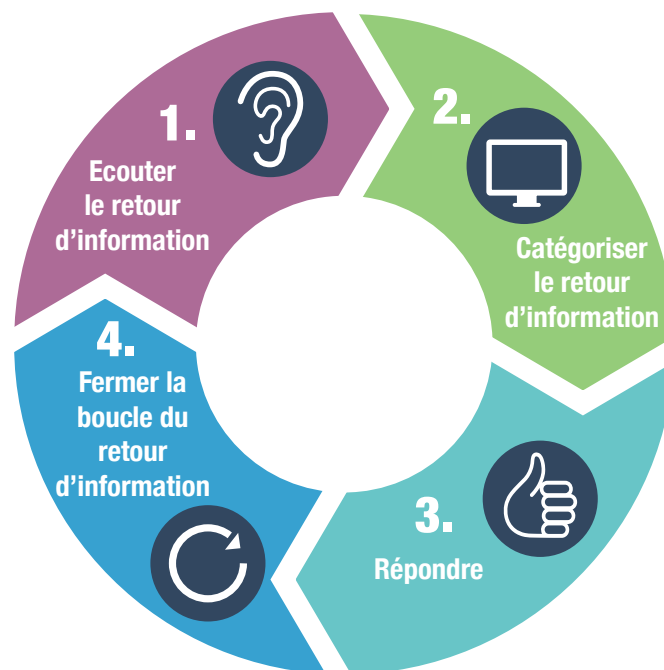 1.
Ecouter
le retour
d’information
2.
Catégoriser
le retour
d’information
3.
Répondre
4.
Fermer la
boucle du
retour
d’information